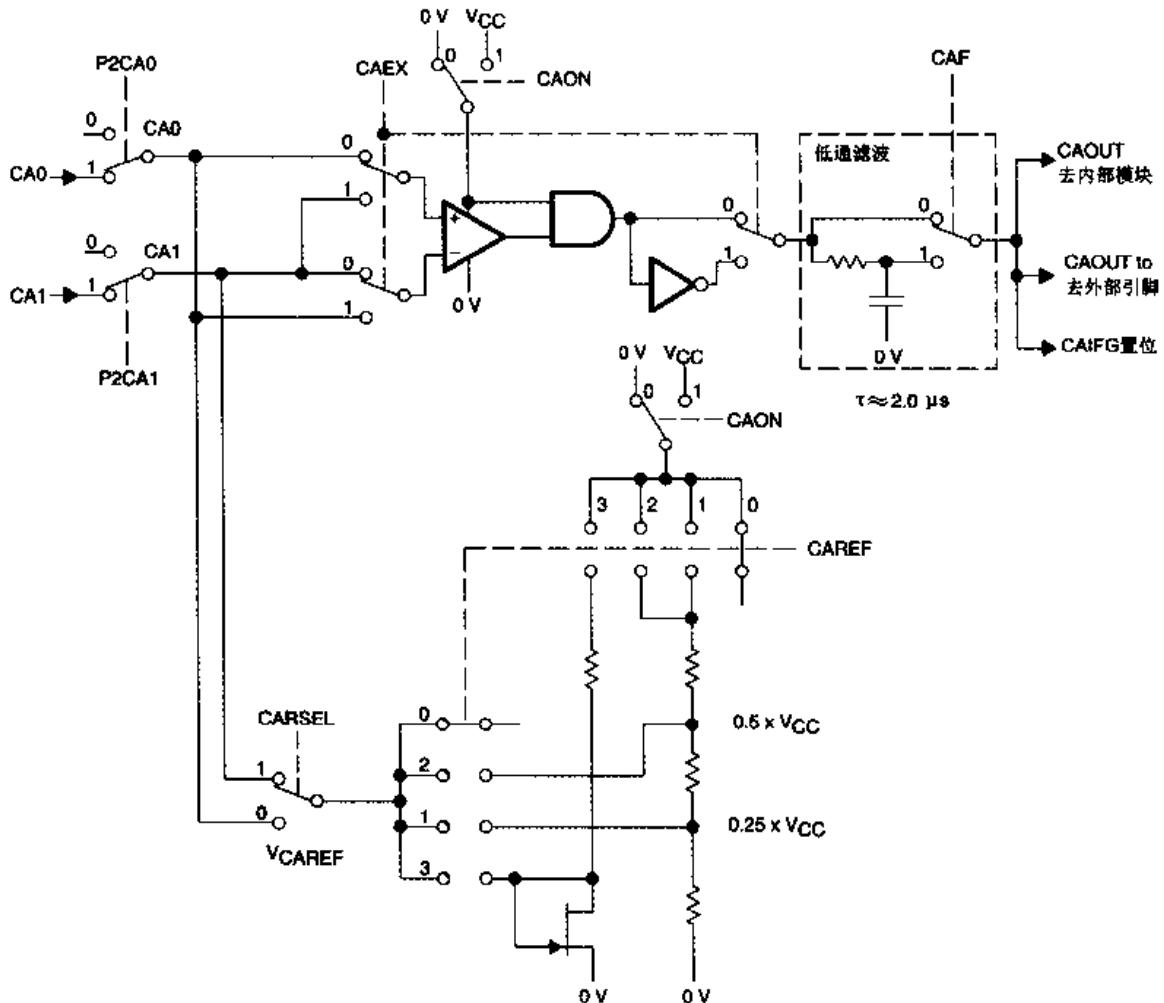 0 V VCC
P2CA0
CAEX
0 1
CAON
CAF
0
CA0
CA0 1
0
1
低通滤波
0
0
CAOUT
去内部模块
0
CA1
CA1 1
0
1
+
−
0 V
1
1
CAOUT to
去外部引脚
P2CA1
0 V VCC
0 V
CAIFG置位
0 1
CAON
τ≈2.0 μs
3 2 1 0
CAREF
CARSEL
0
0.5 x VCC
1
2
0
1
0.25 x VCC
VCAREF
3
0 V 0 V